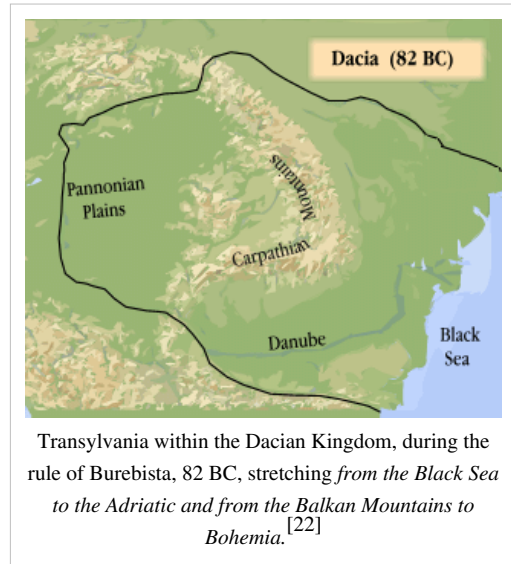 Dacia (82 BC)
Pannonian
Plains
Mountains
Carpathian
Danube
Black
Sea
Transylvania within the Dacian Kingdom, during the
rule of Burebista, 82 BC, stretching from the Black Sea
to the Adriatic and from the Balkan Mountains to
Bohemia.[22]